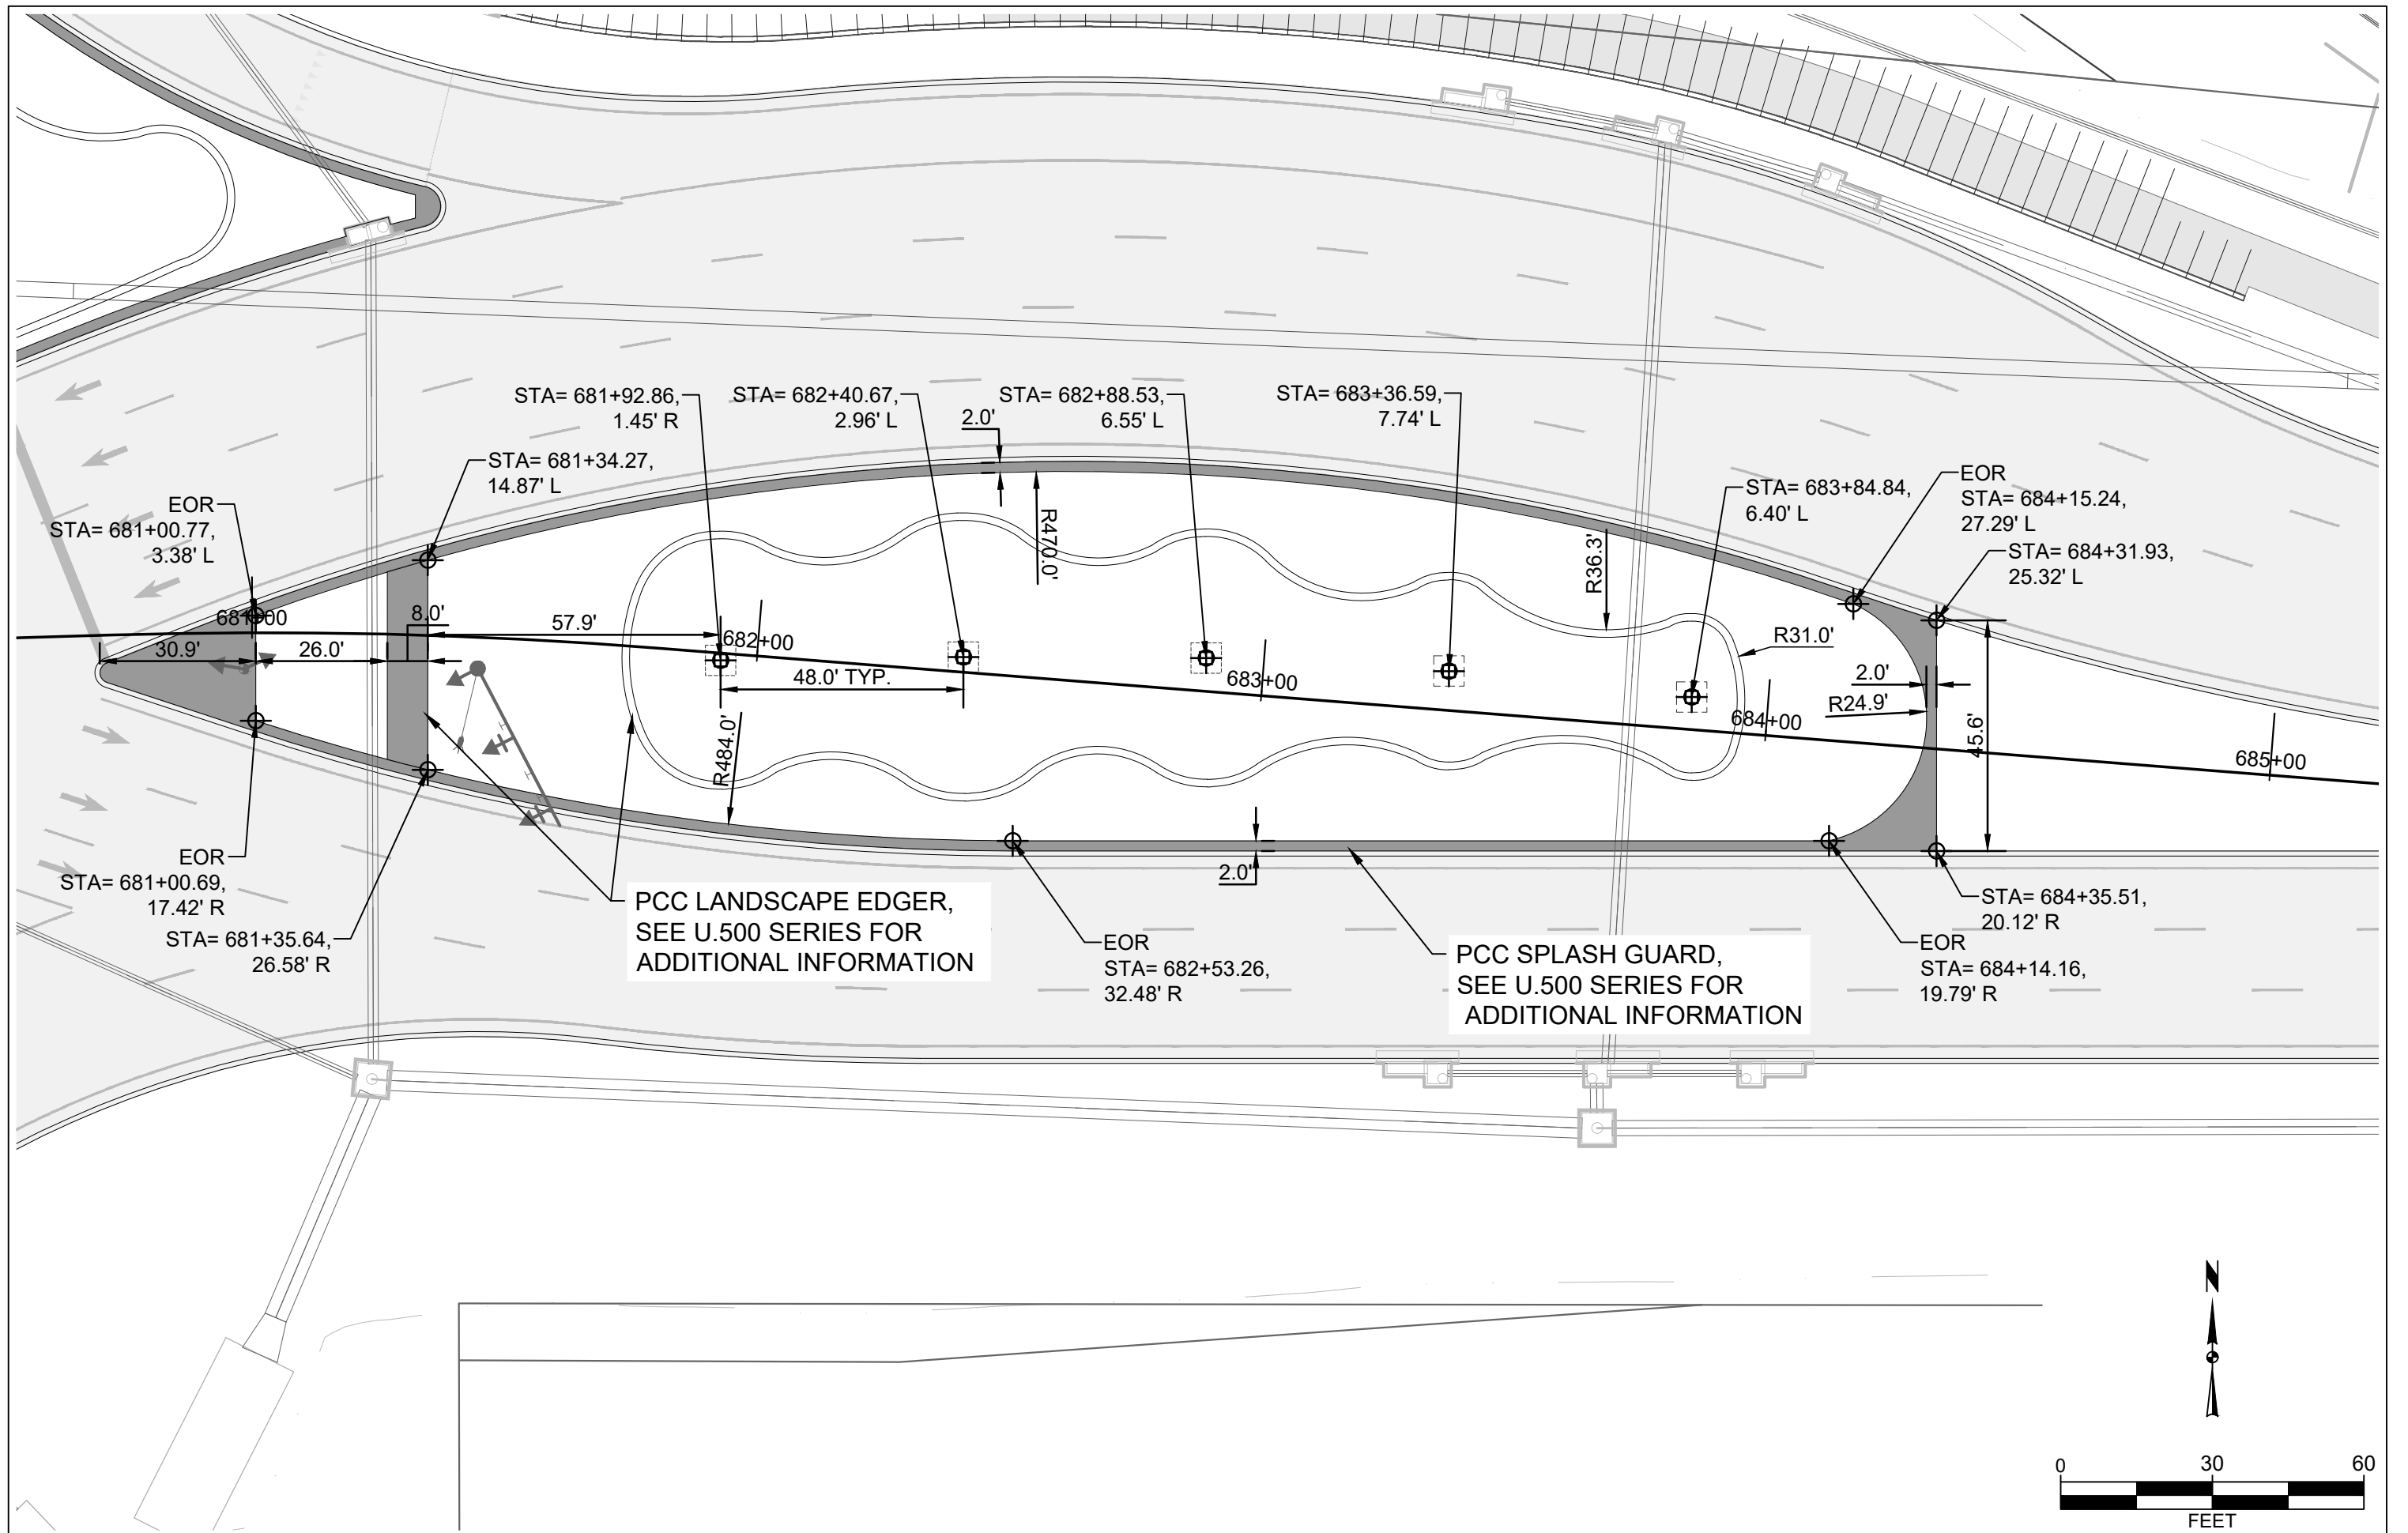 STA= 681+92.86,
1.45' R
STA= 682+40.67,
2.96' L
STA= 682+88.53,
6.55' L
STA= 683+36.59,
7.74' L
2.0'
STA= 681+34.27,
14.87' L
EOR
STA= 681+00.77,
3.38' L
STA= 683+84.84,
6.40' L
EOR
STA= 684+15.24,
27.29' L
STA= 684+31.93,
25.32' L
R470.0'
R36.3'
681+00
8.0'
57.9'
682+00
30.9'
26.0'
48.0' TYP.
683+00
R31.0'
2.0'
R24.9'
684+00
45.6'
685+00
R484.0'
EOR
STA= 681+00.69,
17.42' R
STA= 681+35.64,
26.58' R
2.0'
PCC LANDSCAPE EDGER,
SEE U.500 SERIES FOR
ADDITIONAL INFORMATION
EOR
STA= 682+53.26,
32.48' R
PCC SPLASH GUARD,
SEE U.500 SERIES FOR
ADDITIONAL INFORMATION
STA= 684+35.51,
20.12' R
EOR
STA= 684+14.16,
19.79' R
N
0 30 60
FEET